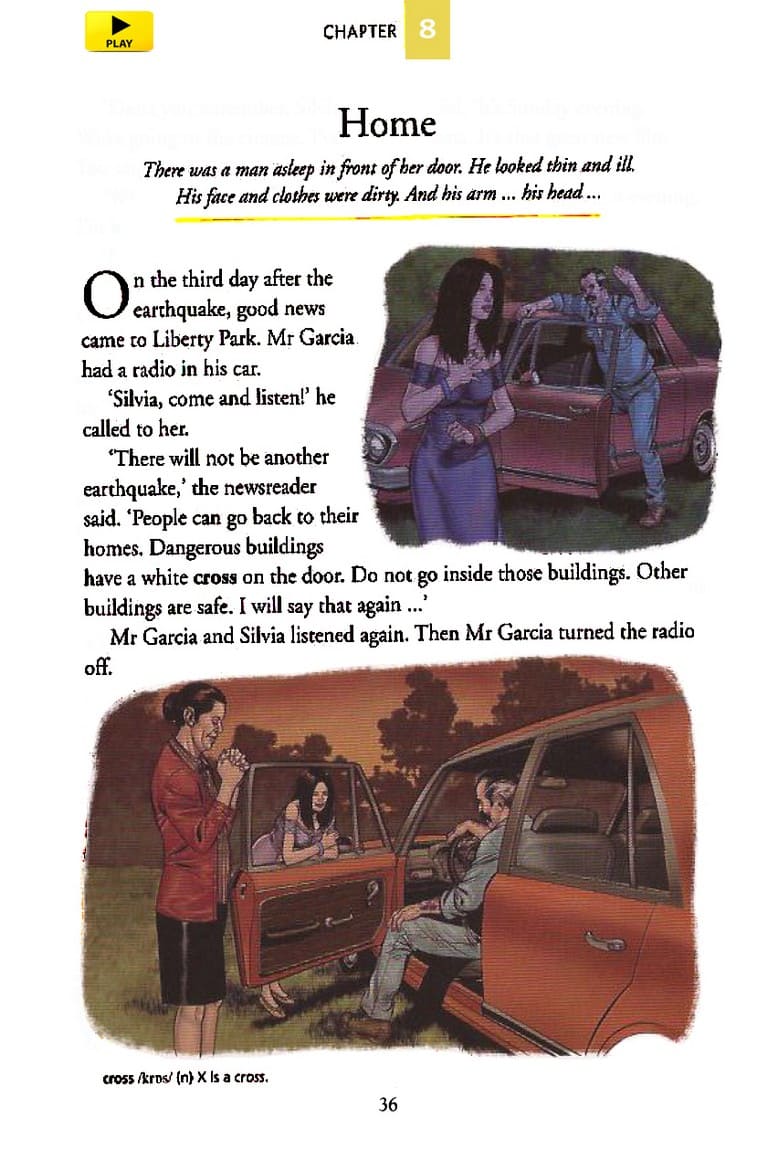 PLAY
CHAPTER 8
Home
There was a man asleep in front of her door. He looked thin and ill.
His face and clothes were dirty. And his arm ... his head ...
On the third day after the
earthquake, good news
came to Liberty Park. Mr Garcia
had a radio in his car.
‘Silvia, come and listen!’ he
called to her.
‘There will not be another
earthquake,’ the newsreader
said. ‘People can go back to their
homes. Dangerous buildings
have a white cross on the door. Do not go inside those buildings. Other
buildings are safe. I will say that again ...’
Mr Garcia and Silvia listened again. Then Mr Garcia turned the radio
off.
cross /krɒs/ (n) X is a cross.
36